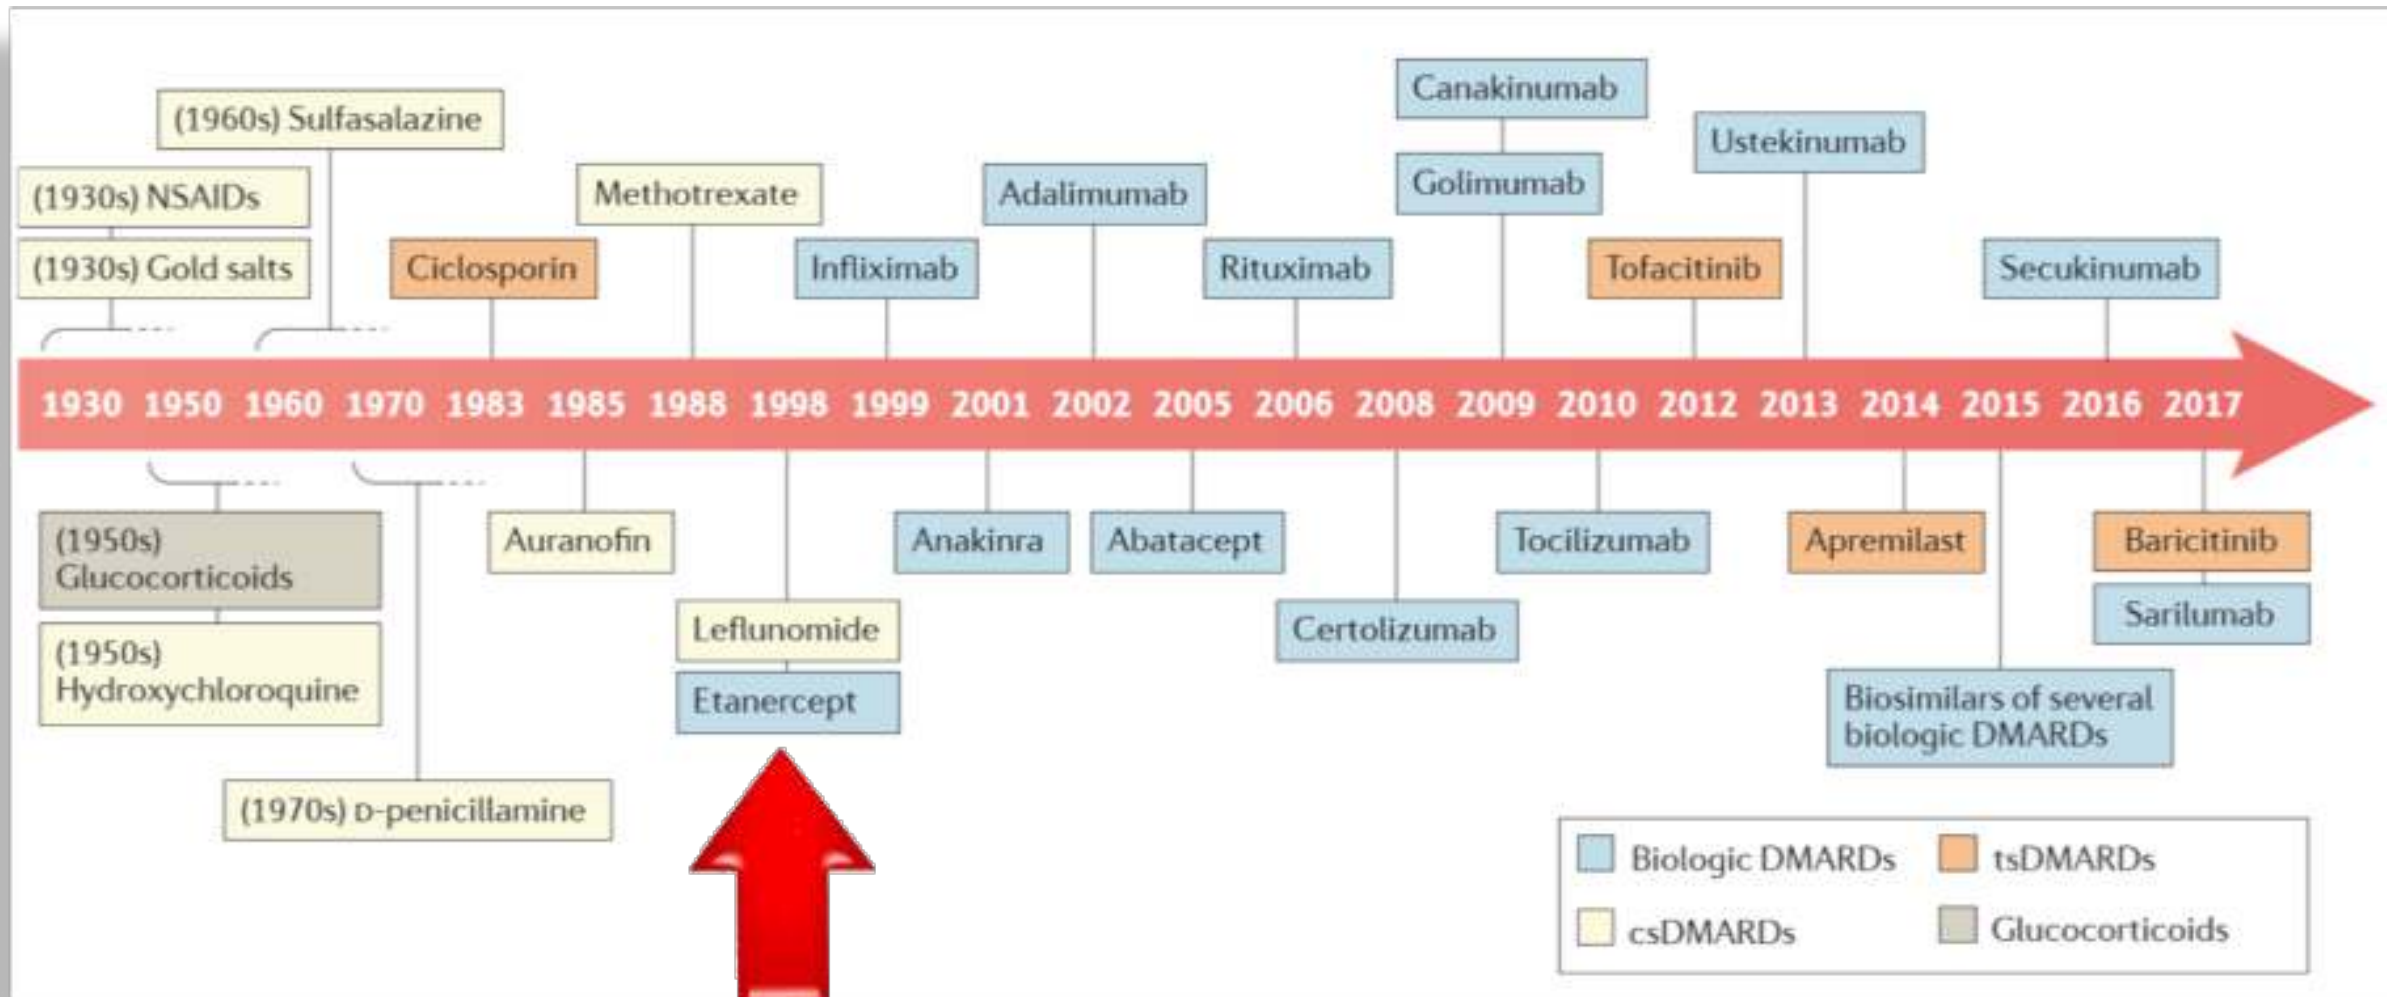 Canakinumab
(1960s) Sulfasalazine
Ustekinumab
(1930s) NSAIDs
Methotrexate
Adalimumab
Golimumab
(1930s) Gold salts
Ciclosporin
Infliximab
Rituximab
Tofacitinib
Secukinumab
1930 1950 1960 1970 1983 1985 1988 1998 1999 2001 2002 2005 2006 2008 2009 2010 2012 2013 2014 2015 2016 2017
(1950s)
Glucocorticoids
Auranofin
Anakinra
Abatacept
Tocilizumab
Apremilast
Baricitinib
(1950s)
Hydroxychloroquine
Leflunomide
Certolizumab
Sarilumab
Etanercept
Biosimilars of several
biologic DMARDs
(1970s) D-penicillamine
Biologic DMARDs
tsDMARDs
csDMARDs
Glucocorticoids